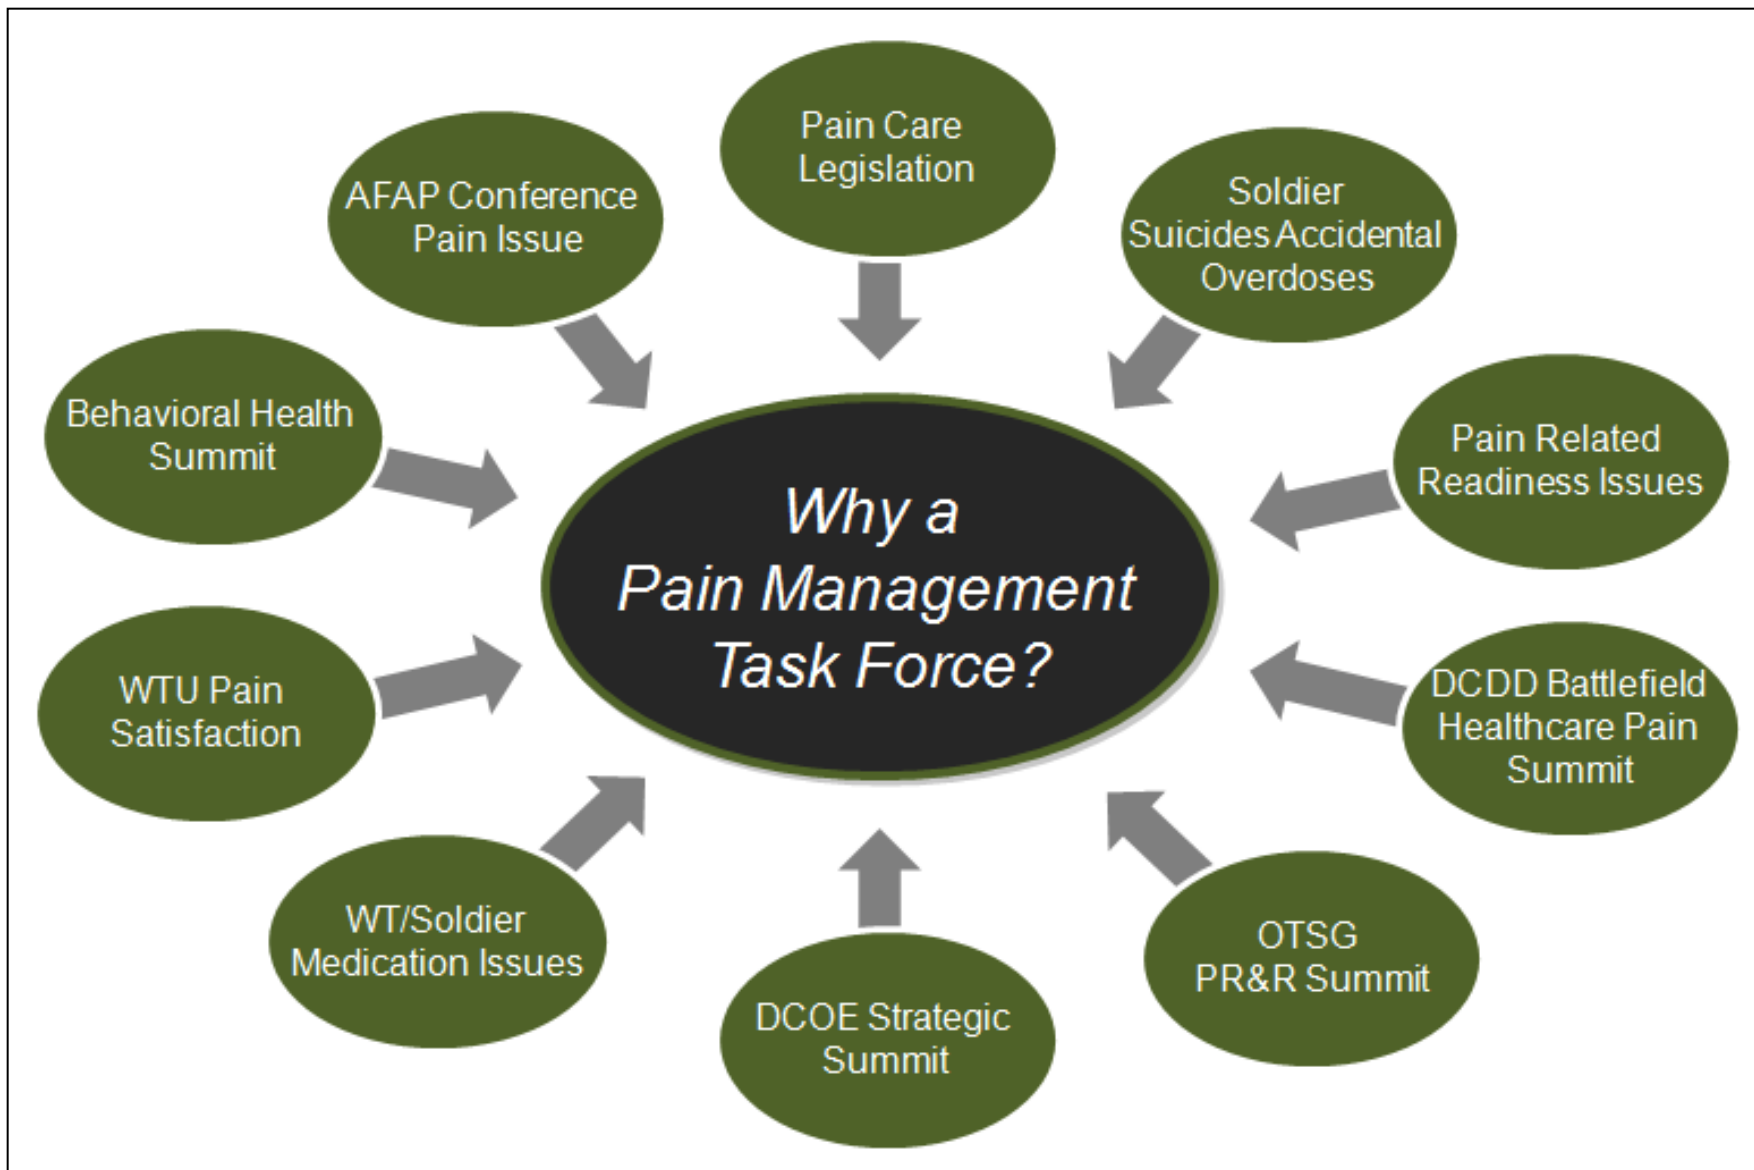 Pain Care
Legislation
Soldier
Suicides Accidental
Overdoses
Pain Related
Readiness Issues
DCDD Battlefield
Healthcare Pain
Summit
OTSG
PR&R Summit
DCOE Strategic
Summit
WT/Soldier
Medication Issues
WTU Pain
Satisfaction
Behavioral Health
Summit
AFAP Conference
Pain Issue
Why a
Pain Management
Task Force?